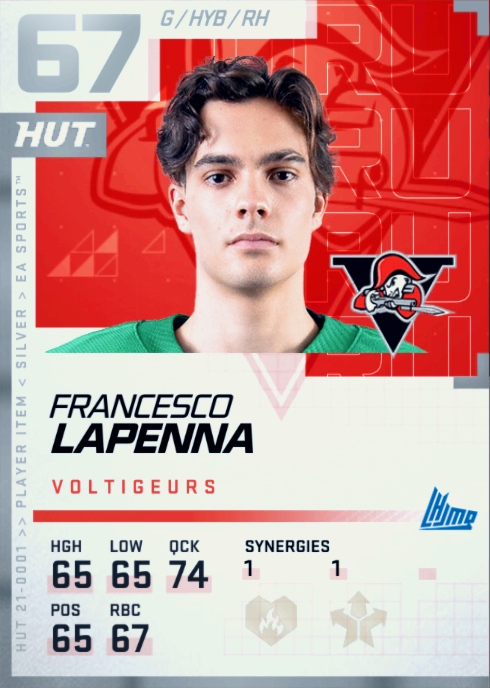 67
G / HYB / RH
HUT
HUT 21-0001 >> PLAYER ITEM < SILVER > EA SPORTS™
FRANCESCO
LAPENNA
VOLTIGEURS
LHJMQ
HGH LOW QCK SYNERGIES
65 65 74 1 1
POS RBC
65 67